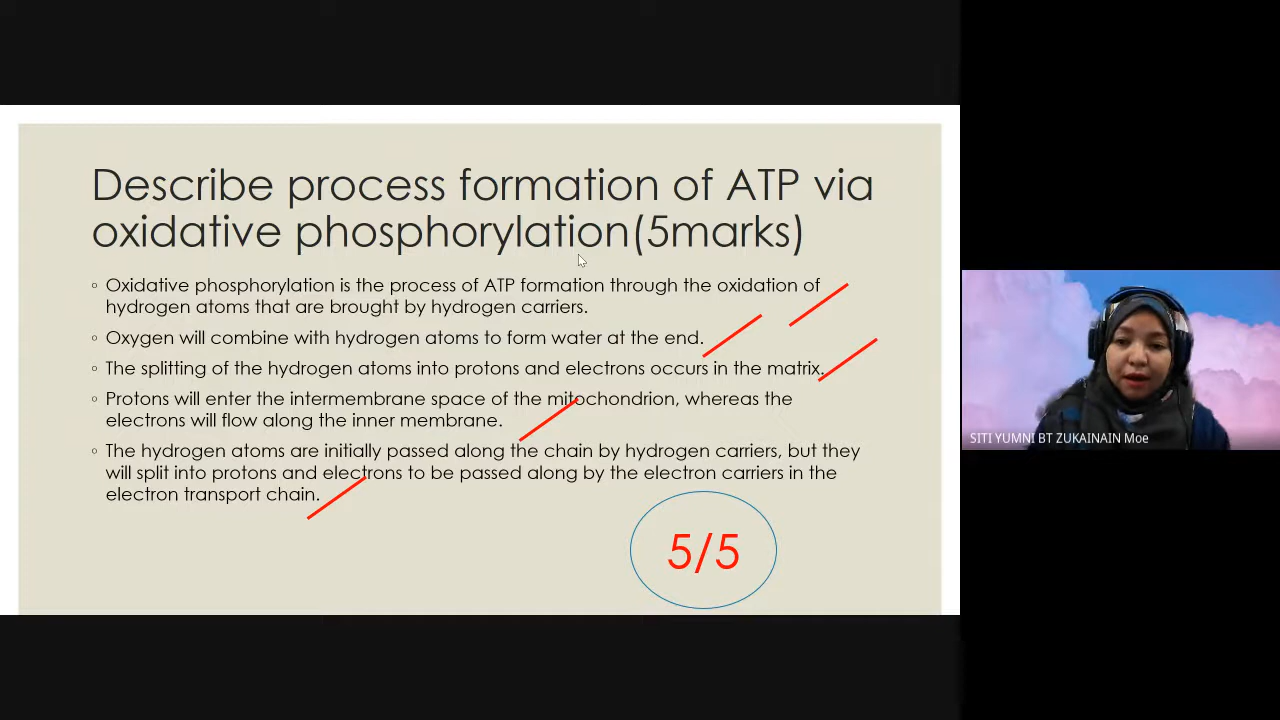 Describe process formation of ATP via
oxidative phosphorylation(5marks)
◦ Oxidative phosphorylation is the process of ATP formation through the oxidation of
hydrogen atoms that are brought by hydrogen carriers.
◦ Oxygen will combine with hydrogen atoms to form water at the end.
◦ The splitting of the hydrogen atoms into protons and electrons occurs in the matrix.
◦ Protons will enter the intermembrane space of the mitochondrion, whereas the
electrons will flow along the inner membrane.
◦ The hydrogen atoms are initially passed along the chain by hydrogen carriers, but they
will split into protons and electrons to be passed along by the electron carriers in the
electron transport chain.
5/5
SITI YUMNI BT ZUKAINAIN Moe